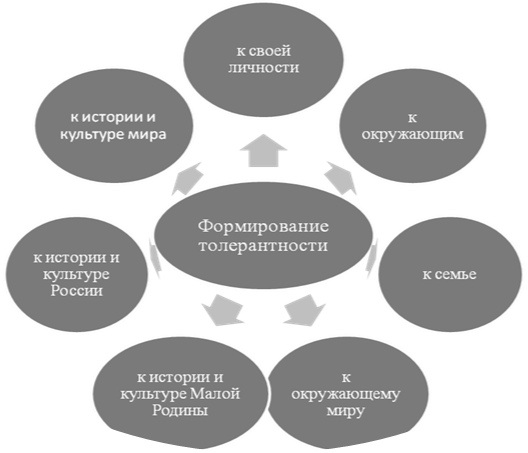 к своей
личности
к
окружающим
к семье
к
окружающему
миру
к истории и
культуре Малой
Родины
к истории и
культуре
России
к истории и
культуре мира
Формирование
толерантности